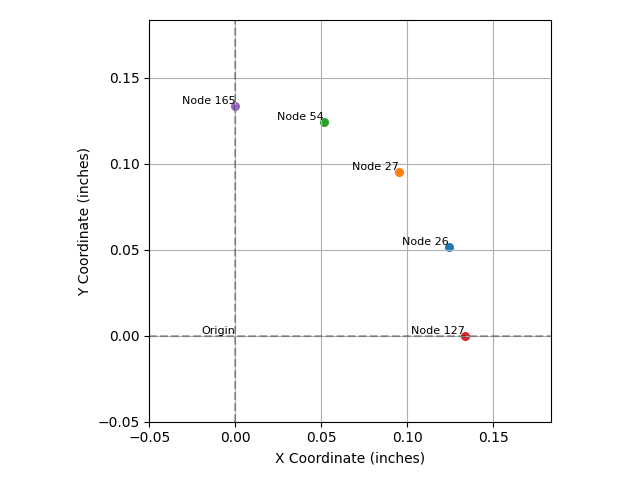 0.15
Node 165
Node 54
0.10
Node 27
Y Coordinate (inches)
0.05
Node 26
0.00
Origin
Node 127
−0.05
−0.05
0.00
0.05
0.10
0.15
X Coordinate (inches)